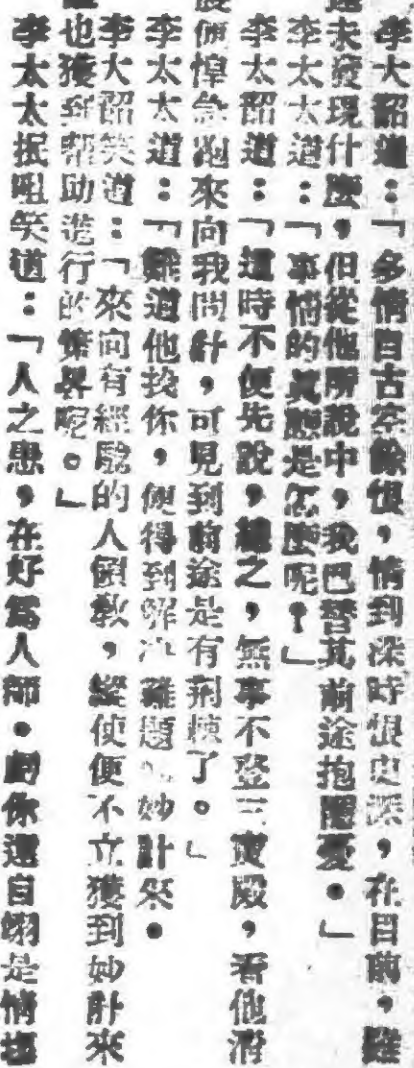 李大韶道：「多情自古空餘恨，情到深時恨更深，在目前，雖
還未發現什麼，但從他所說中，我已替其前途抱隱憂。」
李太太道：「事情的真態是怎麼呢？」
李太韶道：「這時不便先說，總之，無事不登三寶殿，看他
惶急跑來向我問計，可見到前途是有荊棘了。」
李太太道：「難道他找你，便得到解決難題妙計來。
李大韶笑道：「來向有經驗的人領教，縱使便不立獲到妙計來
也獲到幫助進行的策畧呢。」
李太太抿咀笑道：「人之患，在好為人師。你還自翊是情場